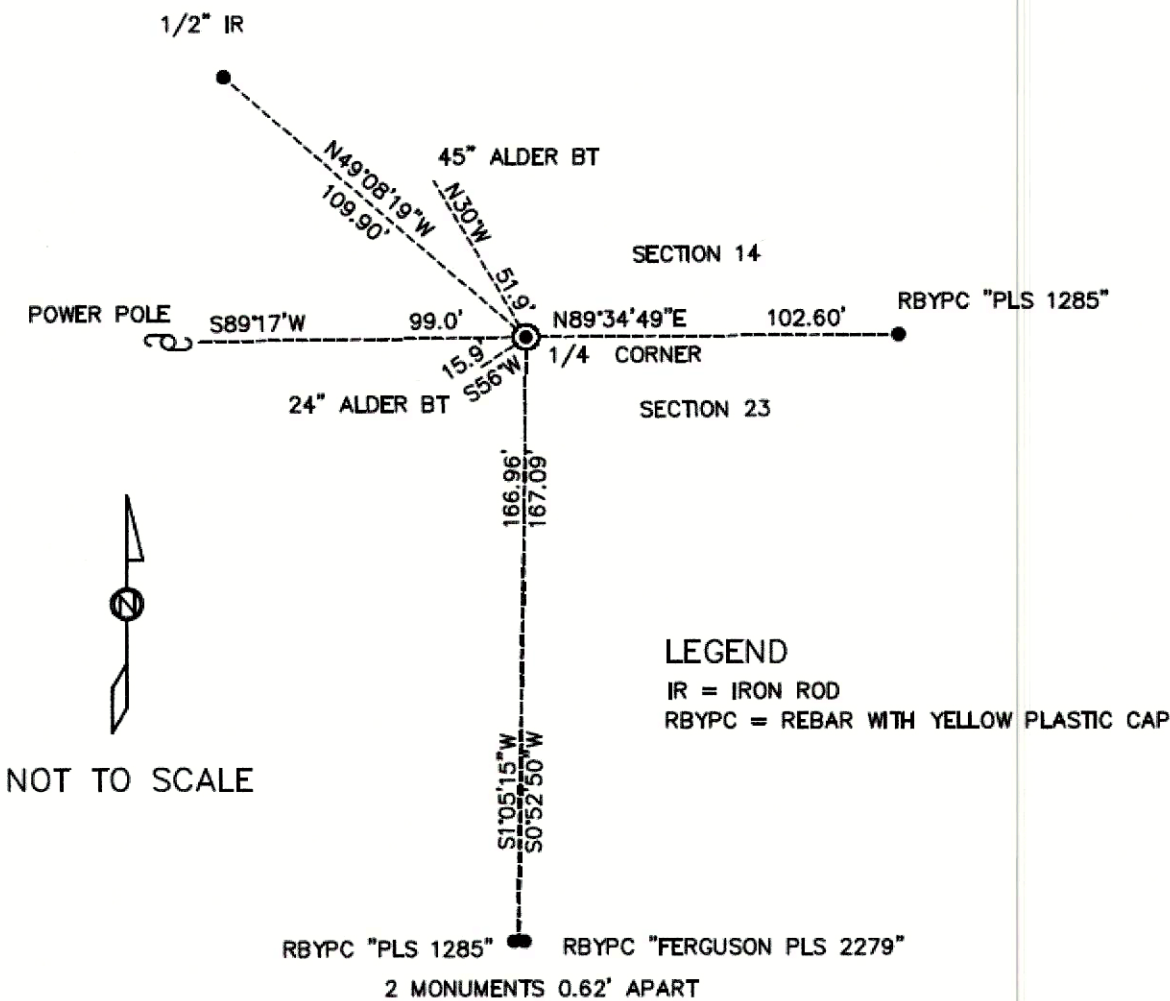 1/2" IR
N49°08'19"W
109.90'
45" ALDER BT
N30°W
51.9'
SECTION 14
POWER POLE
S89°17'W 99.0'
N89°34'49"E 102.60'
RBYPC "PLS 1285"
1/4 CORNER
15.9'
S56°W
24" ALDER BT
SECTION 23
166.96'
167.09'
S1°05'15"W
S0°52'50"W
N
NOT TO SCALE
LEGEND
IR = IRON ROD
RBYPC = REBAR WITH YELLOW PLASTIC CAP
RBYPC "PLS 1285" RBYPC "FERGUSON PLS 2279"
2 MONUMENTS 0.62' APART